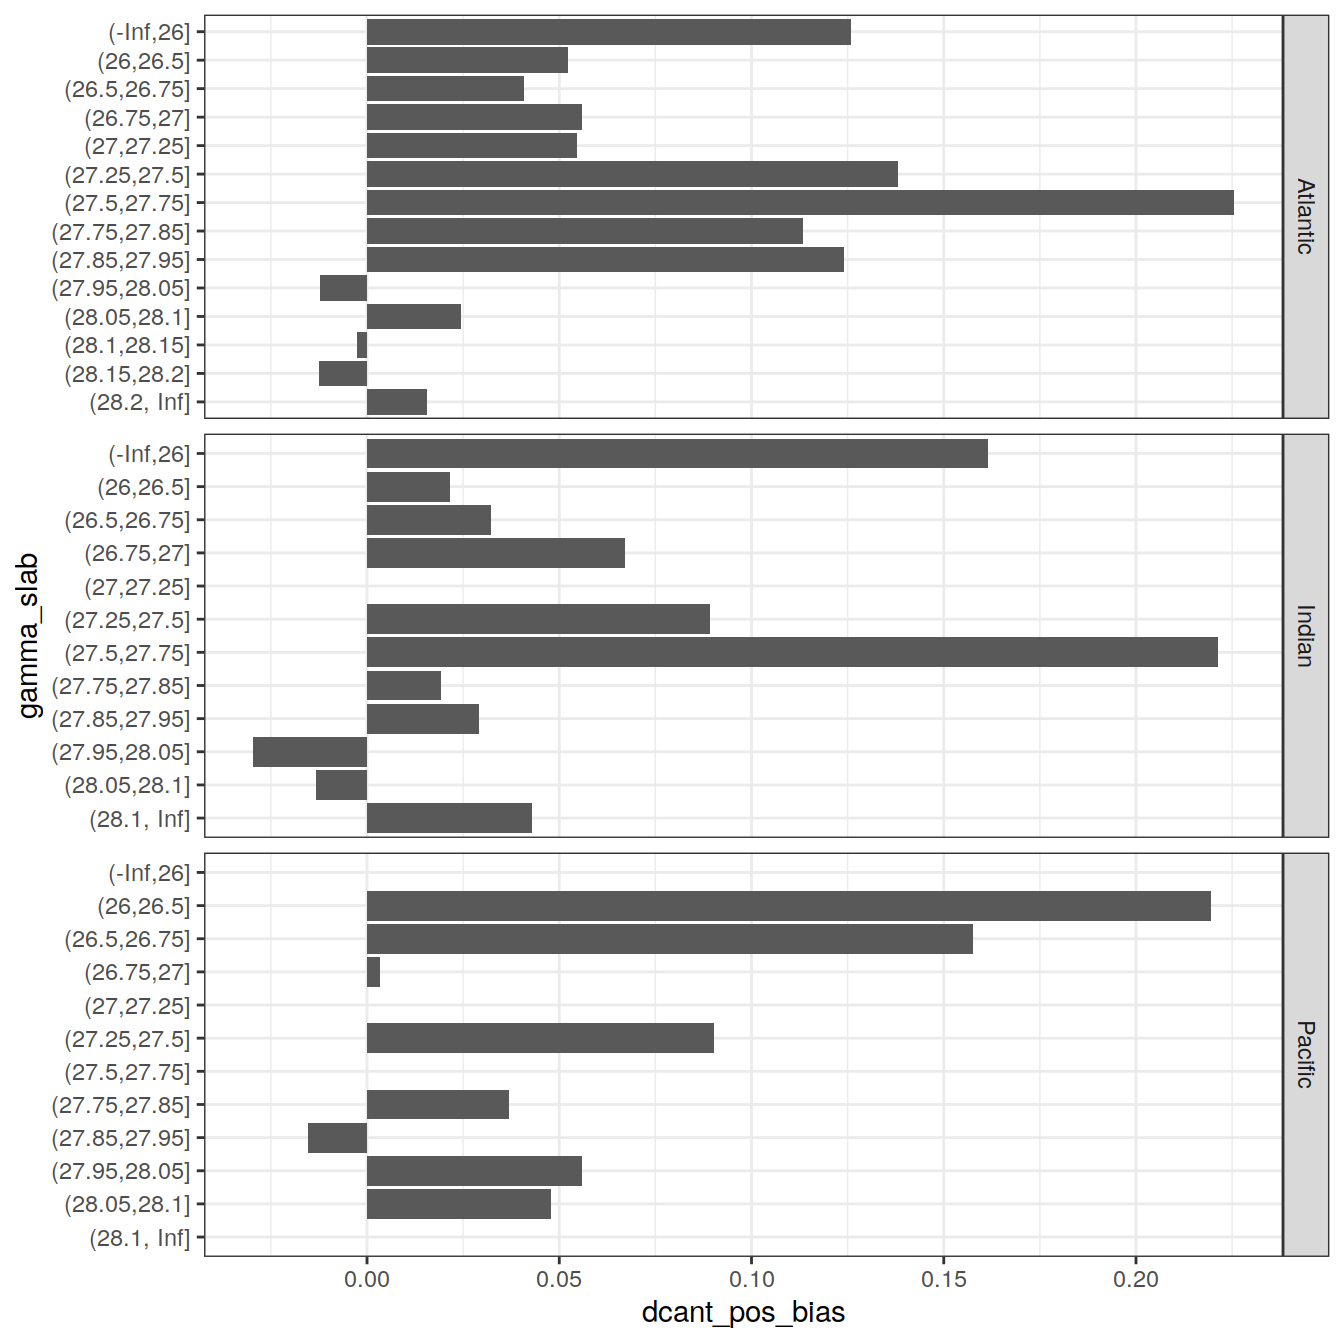 (-Inf,26]
(26,26.5]
(26.5,26.75]
(26.75,27]
(27,27.25]
(27.25,27.5]
(27.5,27.75]
(27.75,27.85]
(27.85,27.95]
(27.95,28.05]
(28.05,28.1]
(28.1,28.15]
(28.15,28.2]
(28.2, Inf]
Atlantic
(-Inf,26]
(26,26.5]
(26.5,26.75]
(26.75,27]
(27,27.25]
(27.25,27.5]
(27.5,27.75]
(27.75,27.85]
(27.85,27.95]
(27.95,28.05]
(28.05,28.1]
(28.1, Inf]
Indian
gamma_slab
(-Inf,26]
(26,26.5]
(26.5,26.75]
(26.75,27]
(27,27.25]
(27.25,27.5]
(27.5,27.75]
(27.75,27.85]
(27.85,27.95]
(27.95,28.05]
(28.05,28.1]
(28.1, Inf]
Pacific
0.00 0.05 0.10 0.15 0.20
dcant_pos_bias